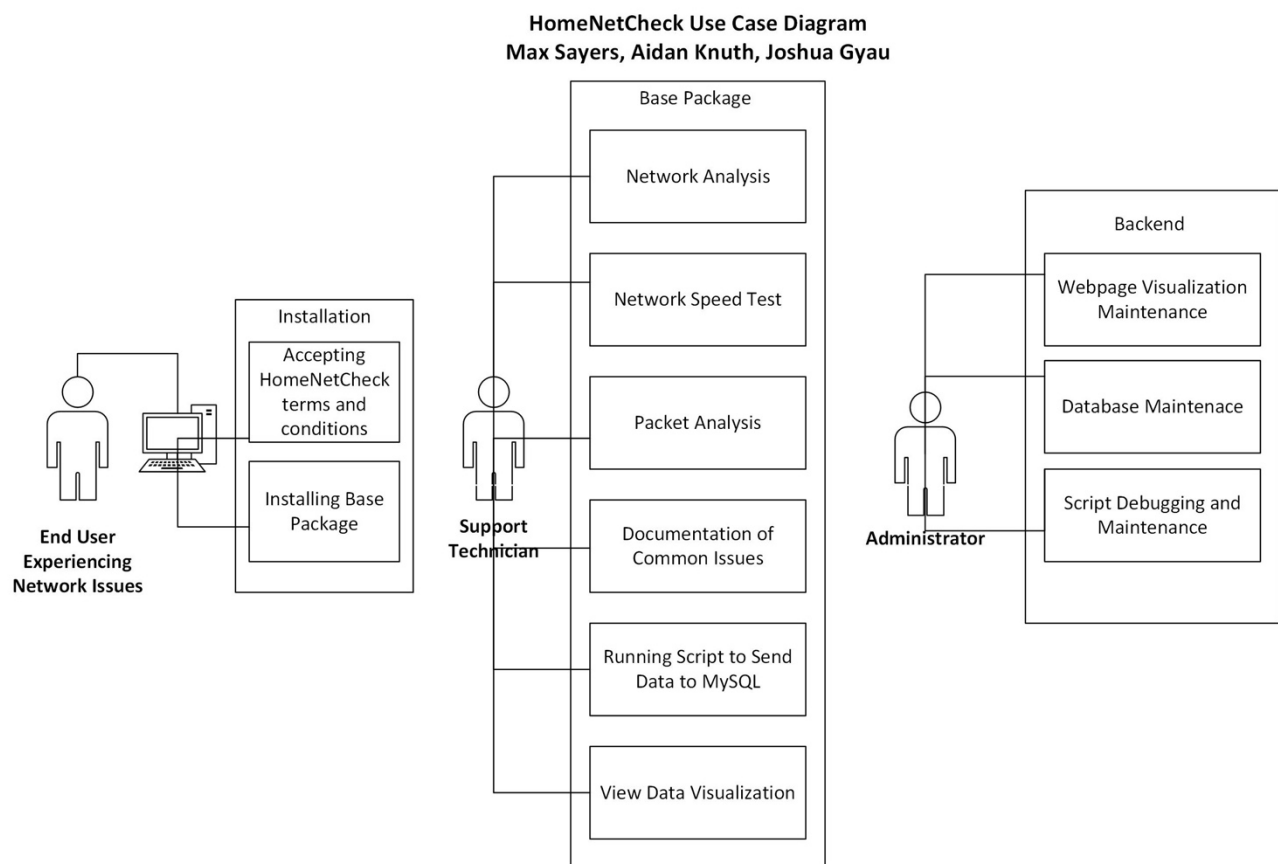 HomeNetCheck Use Case Diagram
Max Sayers, Aidan Knuth, Joshua Gyau
Installation
Accepting
HomeNetCheck
terms and
conditions
Installing Base
Package
End User
Experiencing
Network Issues
Base Package
Network Analysis
Network Speed Test
Packet Analysis
Documentation of
Common Issues
Running Script to Send
Data to MySQL
View Data Visualization
Support
Technician
Backend
Webpage Visualization
Maintenance
Database Maintenace
Script Debugging and
Maintenance
Administrator